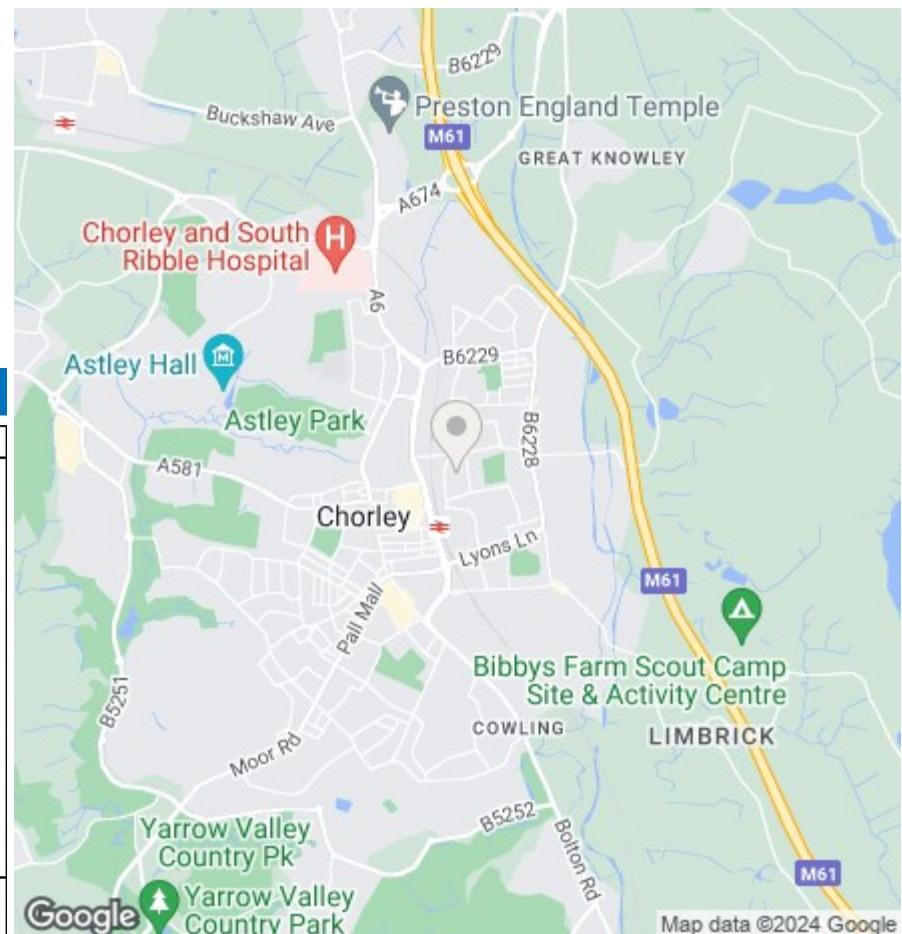 B6229
Preston England Temple
Buckshaw Ave
M61
GREAT KNOWLEY
A674
Chorley and South
Ribble Hospital
H
A6
B6229
Astley Hall
M
Astley Park
B6228
A581
Chorley
Lyons Ln
M61
Pall Mall
Bibbys Farm Scout Camp
Site & Activity Centre
B5251
COWLING
LIMBRICK
Moor Rd
B5252
Bolton Rd
Yarrow Valley
Country Pk
M61
Yarrow Valley
Country Park
Google
Map data ©2024 Google